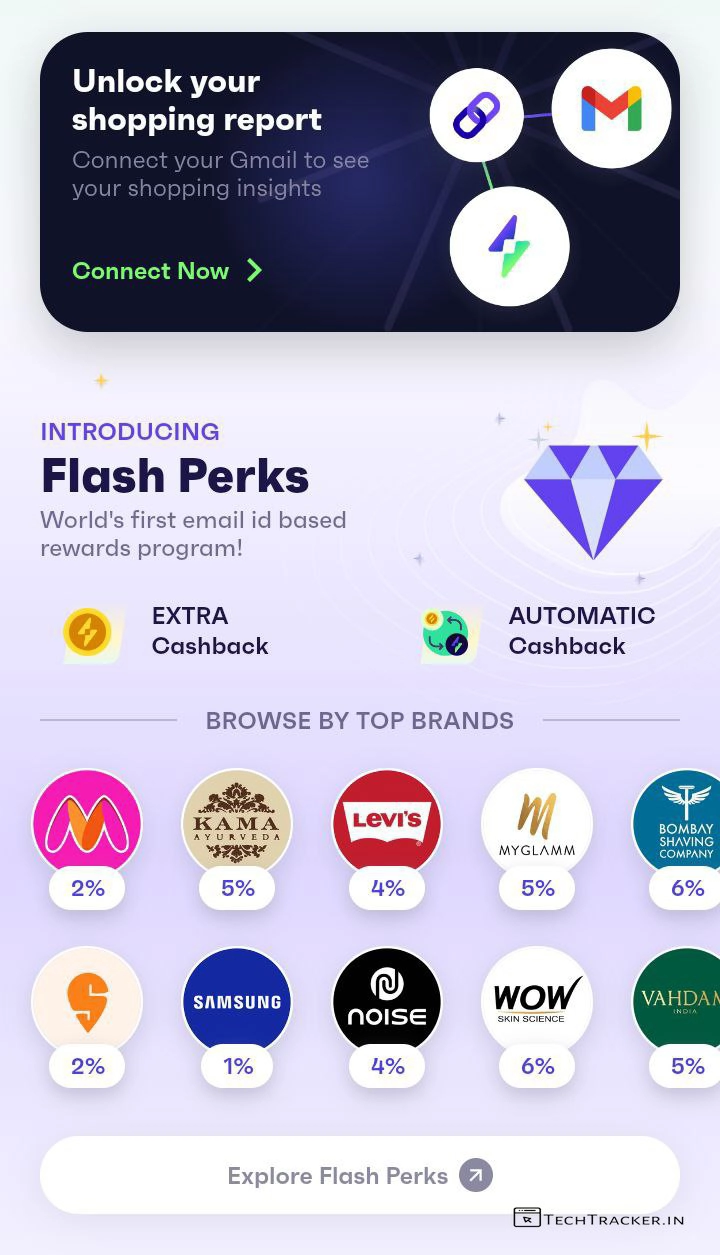 Unlock your
shopping report
Connect your Gmail to see
your shopping insights
Connect Now
INTRODUCING
Flash Perks
World's first email id based
rewards program!
EXTRA
Cashback
AUTOMATIC
Cashback
BROWSE BY TOP BRANDS
KAMA
AYURVEDA
LEVI'S
MYGLAMM
BOMBAY
SHAVING
COMPANY
2%
5%
4%
5%
6%
SAMSUNG
NOISE
WOW
SKIN SCIENCE
VAHDAM
INDIA
2%
1%
4%
6%
5%
Explore Flash Perks
TECHTRACKER.IN